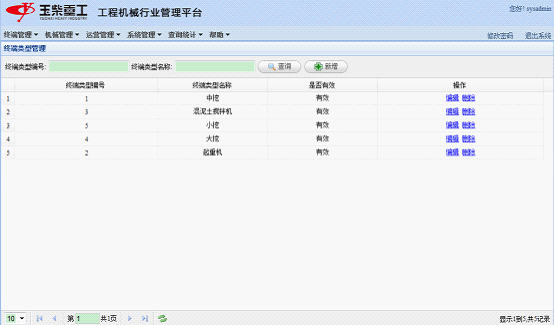 玉柴重工 工程机械行业管理平台 您好! sysadmin
YUCHAI HEAVY INDUSTRY
终端管理 机械管理 运营管理 系统管理 查询统计 帮助 修改密码 退出系统
终端类型管理
终端类型编号: 终端类型名称: 查询 新增
终端类型编号 终端类型名称 是否有效 操作
1 1 中挖 有效 编辑 删除
2 3 混泥土搅拌机 有效 编辑 删除
3 5 小挖 有效 编辑 删除
4 4 大挖 有效 编辑 删除
5 2 起重机 有效 编辑 删除
10 第 1 共1页 显示1到5,共5记录